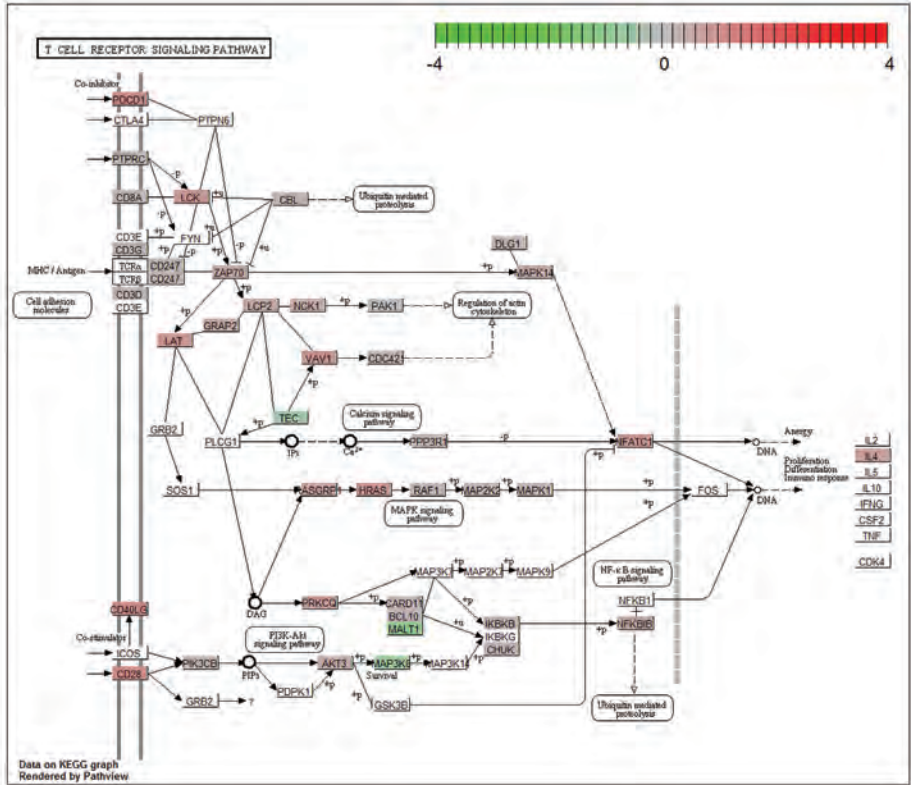 T CELL RECEPTOR SIGNALING PATHWAY
-4 0 4
Co-inhibitor
PDCD1
CTLA4
PTPN6
PTPRC
-p
CD8A
LCK
+u
CBL
Ubiquitin mediated
proteolysis
-p
CD3E
+p
FYN
+u
CD3G
+p
-p
+p
-p
+u
DLG1
MHC / Antigen
TCRα
CD247
ZAP70
+p
MAPK14
TCRβ
CD247
Cell adhesion
molecules
CD3D
CD3E
+p
+p
LCP2
NCK1
+p
PAK1
Regulation of actin
cytoskeleton
GRAP2
LAT
VAV1
CDC42
+p
TEC
Calcium signaling
pathway
GRB2
+p
PLCG1
IP3
Ca2+
PPP3R1
-p
NFATC1
+p
DNA
Anergy
Proliferation
Differentiation
Immuno response
IL2
IL4
IL5
IL10
IFNG
CSF2
TNF
CDK4
SOS1
HRAS
RAF1
+p
MAP2K2
+p
MAPK1
+p
+p
FOS
DNA
MAPK signaling
pathway
+p
MAP2K7
+p
MAPK9
NF-κB signaling
pathway
DAG
PRKCQ
+p
CARD11
BCL10
MALT1
+p
+u
IKBKB
IKBKG
CHUK
+p
NFKB1
NFKBIB
CD40LG
Co-stimulator
PI3K-Akt
signaling pathway
ICOS
CD28
PIK3CB
+p
PIP3
AKT3
+p
+p
MAP3K14
+p
Survival
PDPK1
+p
+p
GSK3B
GRB2
?
Ubiquitin mediated
proteolysis
Data on KEGG graph
Rendered by Pathview